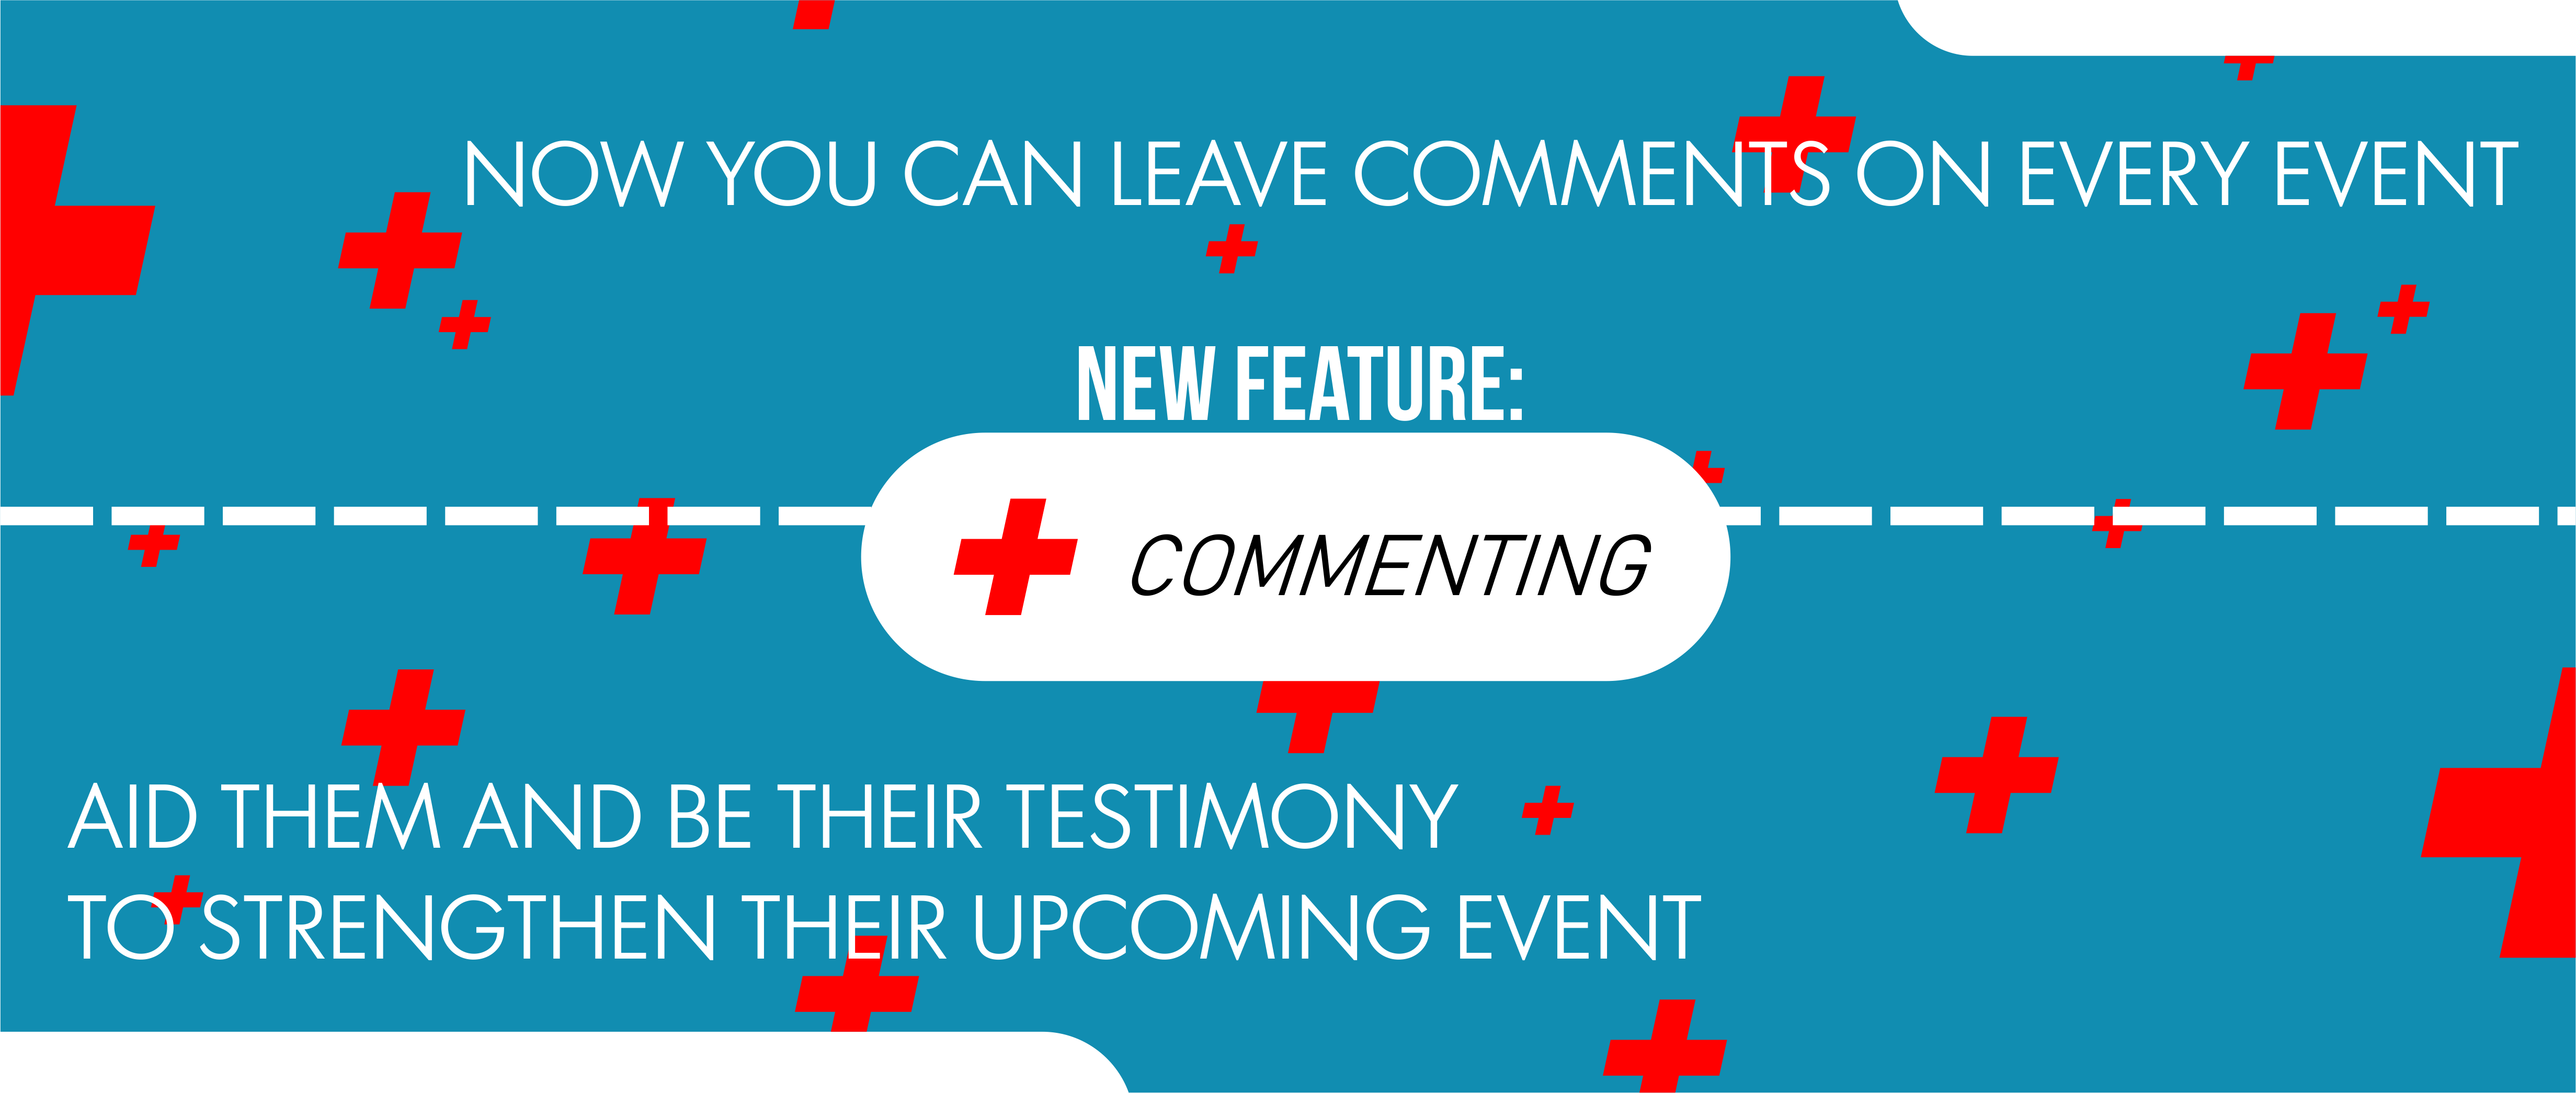 NOW YOU CAN LEAVE COMMENTS ON EVERY EVENT
NEW FEATURE:
COMMENTING
AID THEM AND BE THEIR TESTIMONY
TO STRENGTHEN THEIR UPCOMING EVENT